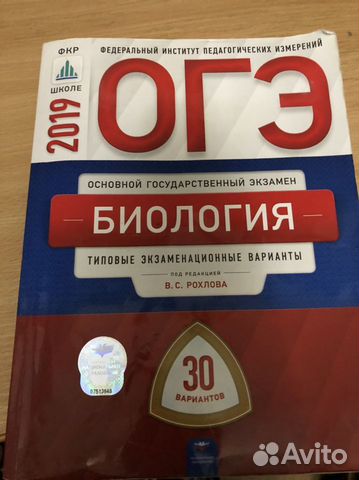 ФКР
ШКОЛЕ
ФЕДЕРАЛЬНЫЙ ИНСТИТУТ ПЕДАГОГИЧЕСКИХ ИЗМЕРЕНИЙ
2019
ОГЭ
ОСНОВНОЙ ГОСУДАРСТВЕННЫЙ ЭКЗАМЕН
БИОЛОГИЯ
ТИПОВЫЕ ЭКЗАМЕНАЦИОННЫЕ ВАРИАНТЫ
ПОД РЕДАКЦИЕЙ
В.С. РОХЛОВА
30
ВАРИАНТОВ
Avito